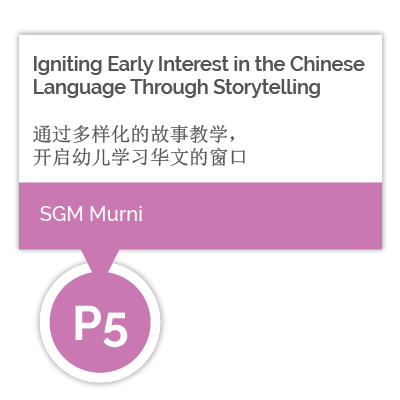 Igniting Early Interest in the Chinese
Language Through Storytelling
通过多样化的故事教学，
开启幼儿学习华文的窗口
SGM Murni
P5